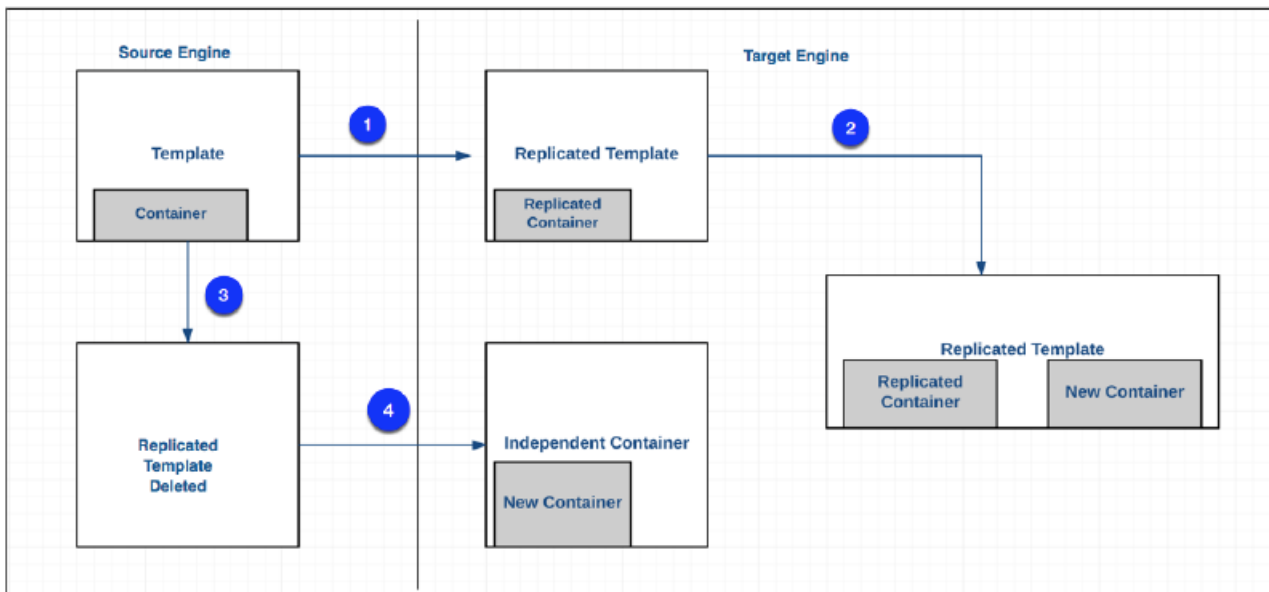 Source Engine
Target Engine
1
2
Template
Replicated Template
Container
Replicated
Container
3
Replicated Template
Replicated
Container
New Container
4
Replicated
Template
Deleted
Independent Container
New Container